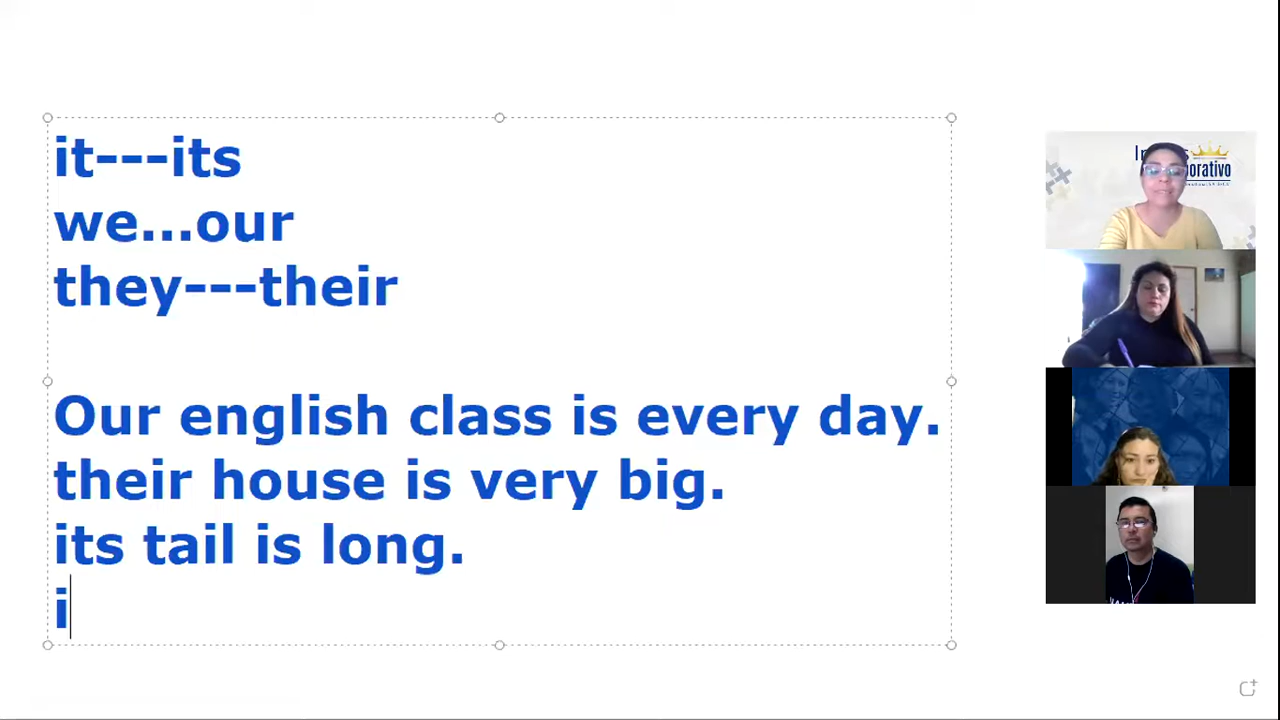 it---its
we...our
they---their
Our english class is every day.
their house is very big.
its tail is long.
i